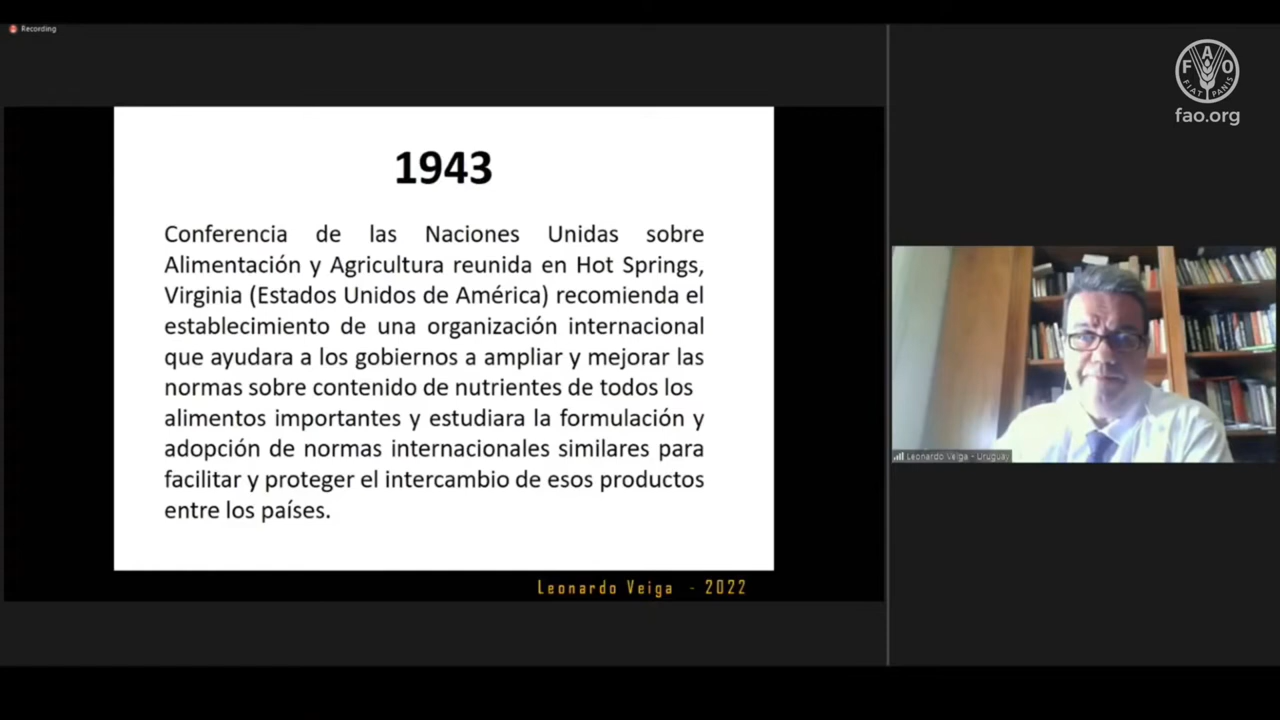 Recording
FAO
FIAT PANIS
fao.org
1943
Conferencia de las Naciones Unidas sobre
Alimentación y Agricultura reunida en Hot Springs,
Virginia (Estados Unidos de América) recomienda el
establecimiento de una organización internacional
que ayudara a los gobiernos a ampliar y mejorar las
normas sobre contenido de nutrientes de todos los
alimentos importantes y estudiara la formulación y
adopción de normas internacionales similares para
facilitar y proteger el intercambio de esos productos
entre los países.
Leonardo Veiga - Uruguay
Leonardo Veiga - 2022